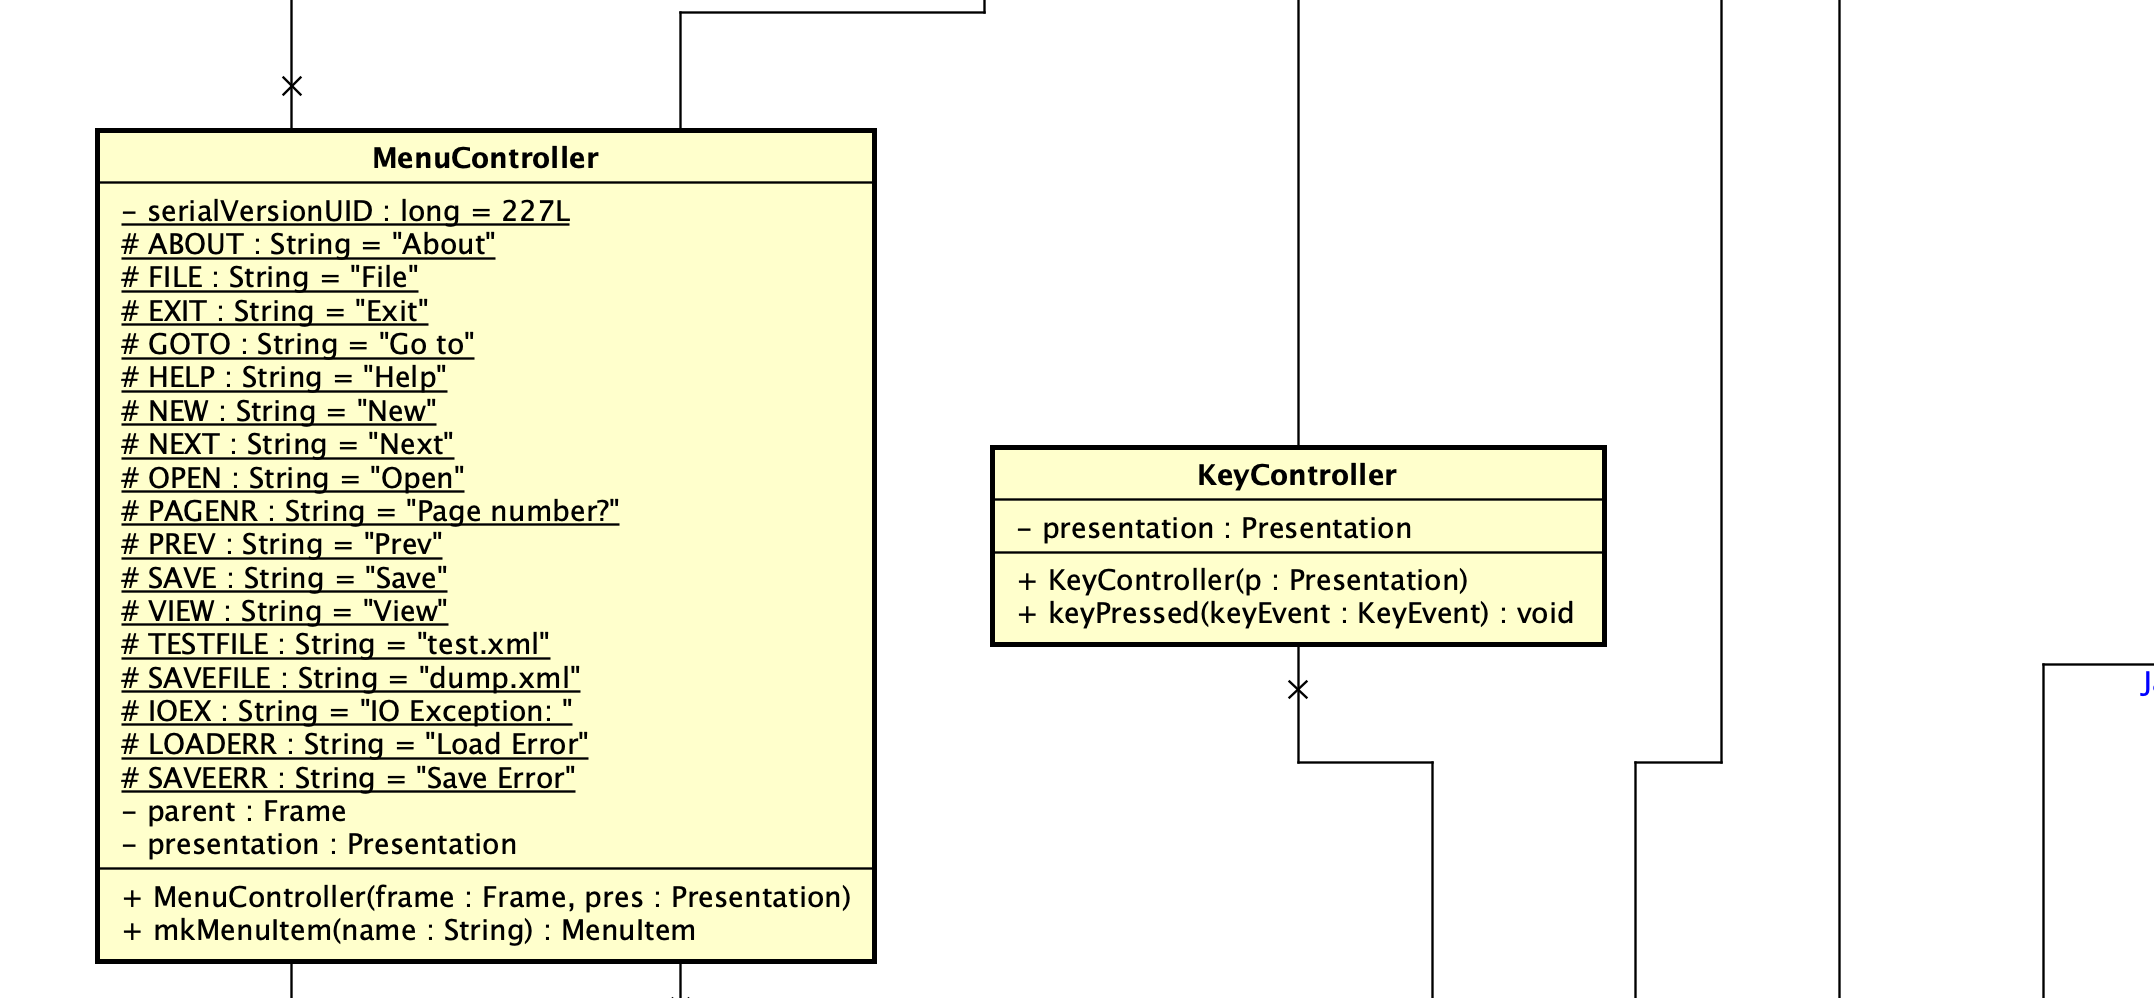 MenuController
- serialVersionUID : long = 227L
# ABOUT : String = "About"
# FILE : String = "File"
# EXIT : String = "Exit"
# GOTO : String = "Go to"
# HELP : String = "Help"
# NEW : String = "New"
# NEXT : String = "Next"
# OPEN : String = "Open"
# PAGENR : String = "Page number?"
# PREV : String = "Prev"
# SAVE : String = "Save"
# VIEW : String = "View"
# TESTFILE : String = "test.xml"
# SAVEFILE : String = "dump.xml"
# IOEX : String = "IO Exception: "
# LOADERR : String = "Load Error"
# SAVEERR : String = "Save Error"
- parent : Frame
- presentation : Presentation
+ MenuController(frame : Frame, pres : Presentation)
+ mkMenuItem(name : String) : MenuItem
KeyController
- presentation : Presentation
+ KeyController(p : Presentation)
+ keyPressed(keyEvent : KeyEvent) : void